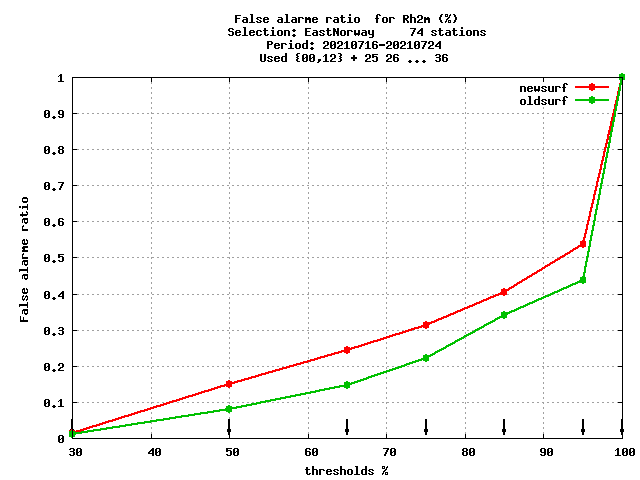 False alarme ratio  for Rh2m (%)
Selection: EastNorway     74 stations
Period: 20210716-20210724
Used {00,12} + 25 26 ... 36
newsurf
oldsurf
1
0.9
0.8
0.7
0.6
0.5
0.4
0.3
0.2
0.1
0
False alarme ratio
30 40 50 60 70 80 90 100
thresholds %